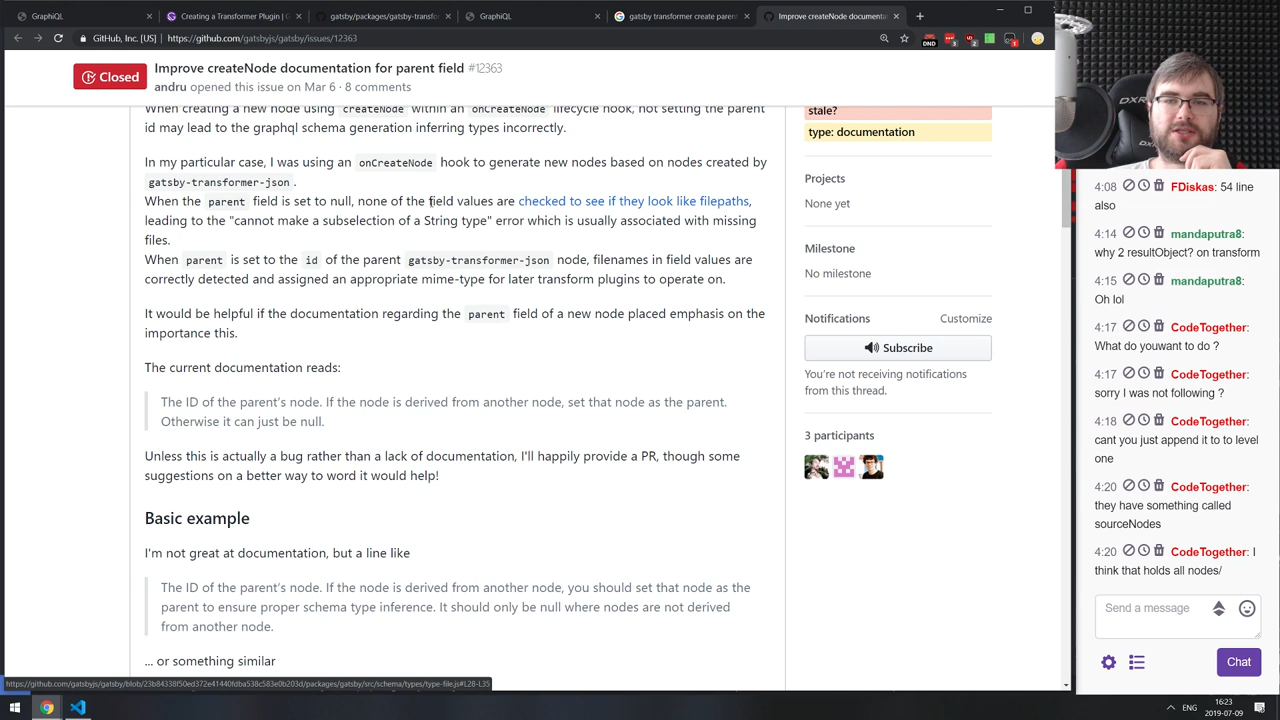 GraphiQL
Creating a Transformer Plugin | G
gatsby/packages/gatsby-transfo
GraphiQL
gatsby transformer create parent
Improve createNode documenta
GitHub, Inc. [US]
https://github.com/gatsbyjs/gatsby/issues/12363
Closed
Improve createNode documentation for parent field #12363
andru opened this issue on Mar 6 · 8 comments
When creating a new node using createNode within an onCreateNode lifecycle hook, not setting the parent
id may lead to the graphql schema generation inferring types incorrectly.
In my particular case, I was using an onCreateNode hook to generate new nodes based on nodes created by
gatsby-transformer-json .
When the parent field is set to null, none of the field values are checked to see if they look like filepaths,
leading to the "cannot make a subselection of a String type" error which is usually associated with missing
files.
When parent is set to the id of the parent gatsby-transformer-json node, filenames in field values are
correctly detected and assigned an appropriate mime-type for later transform plugins to operate on.
It would be helpful if the documentation regarding the parent field of a new node placed emphasis on the
importance this.
The current documentation reads:
The ID of the parent's node. If the node is derived from another node, set that node as the parent.
Otherwise it can just be null.
Unless this is actually a bug rather than a lack of documentation, I'll happily provide a PR, though some
suggestions on a better way to word it would help!
Basic example
I'm not great at documentation, but a line like
The ID of the parent's node. If the node is derived from another node, you should set that node as the
parent to ensure proper schema type inference. It should only be null where nodes are not derived
from another node.
... or something similar
https://github.com/gatsbyjs/gatsby/blob/23b84338f50ed372e41440fdba538c583e0b203d/packages/gatsby/src/schema/types/type-file.js#L28-L35
stale?
type: documentation
Projects
None yet
Milestone
No milestone
Notifications
Customize
Subscribe
You're not receiving notifications
from this thread.
3 participants
DXR
4:08 FDiskas: 54 line
also
4:14 mandaputra8:
why 2 resultObject? on transform
4:15 mandaputra8:
Oh lol
4:17 CodeTogether:
What do youwant to do ?
4:17 CodeTogether:
sorry I was not following ?
4:18 CodeTogether:
cant you just append it to to level
one
4:20 CodeTogether:
they have something called
sourceNodes
4:20 CodeTogether: I
think that holds all nodes/
Send a message
Chat
ENG
16:23
2019-07-09